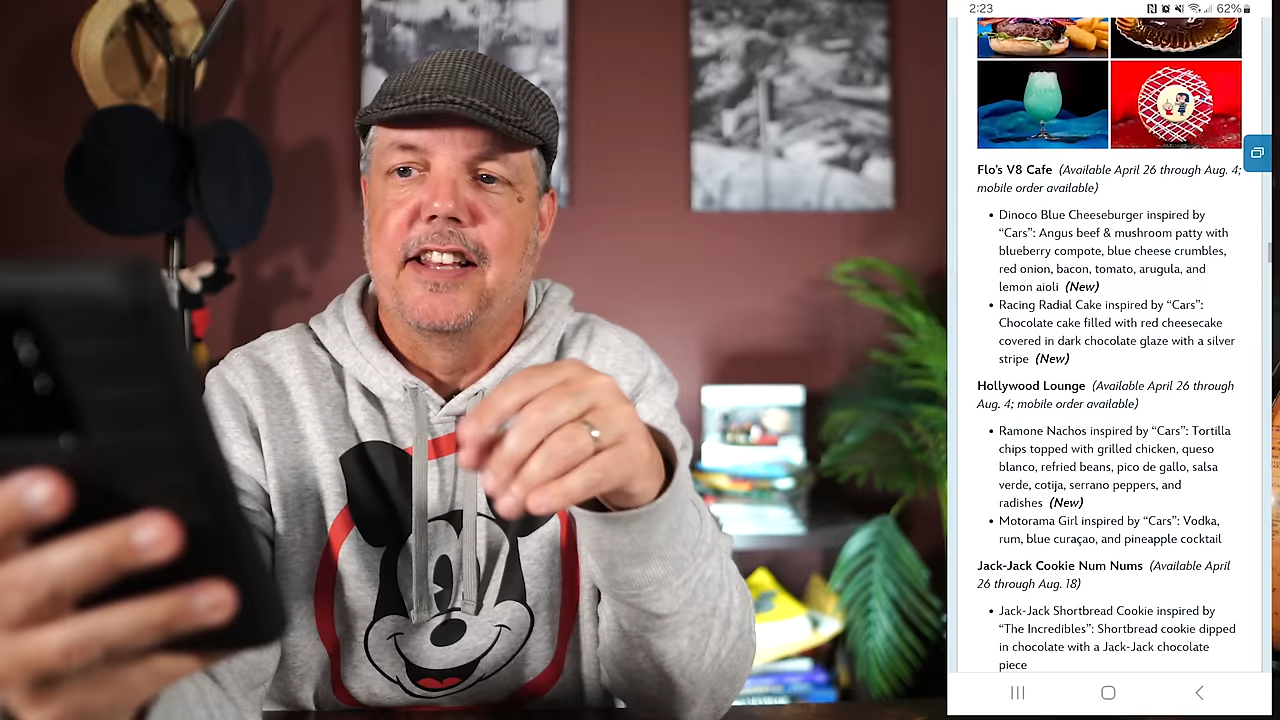 2:23
62%
Flo's V8 Cafe (Available April 26 through Aug. 4;
mobile order available)
• Dinoco Blue Cheeseburger inspired by
“Cars”: Angus beef & mushroom patty with
blueberry compote, blue cheese crumbles,
red onion, bacon, tomato, arugula, and
lemon aioli (New)
• Racing Radial Cake inspired by “Cars”:
Chocolate cake filled with red cheesecake
covered in dark chocolate glaze with a silver
stripe (New)
Hollywood Lounge (Available April 26 through
Aug. 4; mobile order available)
• Ramone Nachos inspired by “Cars”: Tortilla
chips topped with grilled chicken, queso
blanco, refried beans, pico de gallo, salsa
verde, cotija, serrano peppers, and
radishes (New)
• Motorama Girl inspired by “Cars”: Vodka,
rum, blue curaçao, and pineapple cocktail
Jack-Jack Cookie Num Nums (Available April
26 through Aug. 18)
• Jack-Jack Shortbread Cookie inspired by
“The Incredibles”: Shortbread cookie dipped
in chocolate with a Jack-Jack chocolate
piece